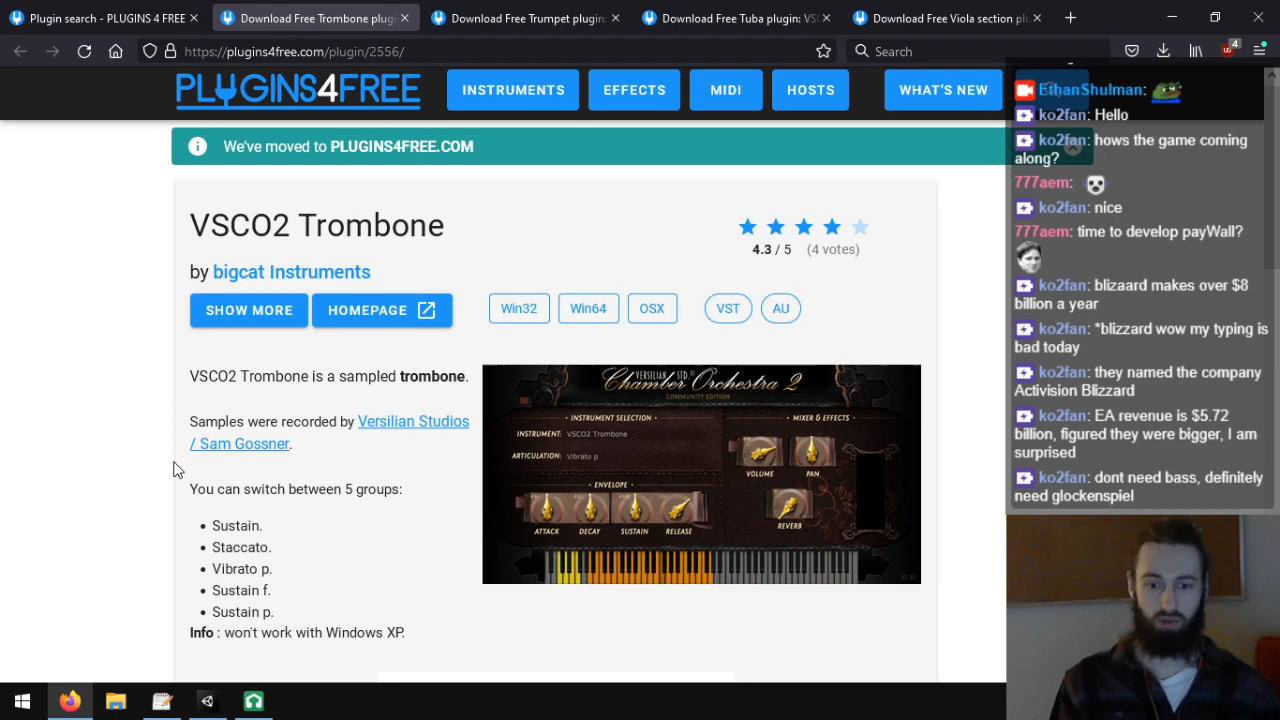 Plugin search - PLUGINS 4 FREE
Download Free Trombone plugi
Download Free Trumpet plugin
Download Free Tuba plugin: VSC
Download Free Viola section plu
https://plugins4free.com/plugin/2556/
Search
4
PLUGINS4FREE
INSTRUMENTS
EFFECTS
MIDI
HOSTS
WHAT'S NEW
We've moved to PLUGINS4FREE.COM
VSCO2 Trombone
4.3 / 5 (4 votes)
by bigcat Instruments
SHOW MORE
HOMEPAGE
Win32
Win64
OSX
VST
AU
VSCO2 Trombone is a sampled trombone.
Samples were recorded by Versilian Studios
/ Sam Gossner.
You can switch between 5 groups:
Sustain.
Staccato.
Vibrato p.
Sustain f.
Sustain p.
Info : won't work with Windows XP.
VERSILIAN STD.
Chamber Orchestra 2
COMMUNITY EDITION
INSTRUMENT SELECTION
INSTRUMENT: VSCO2 Trombone
ARTICULATION: Vibrato p
MIXER & EFFECTS
VOLUME
PAN
REVERB
ENVELOPE
ATTACK
DECAY
SUSTAIN
RELEASE
EthanShulman:
ko2fan: Hello
ko2fan: hows the game coming
along?
777aem:
ko2fan: nice
777aem: time to develop payWall?
ko2fan: blizaard makes over $8
billion a year
ko2fan: *blizzard wow my typing is
bad today
ko2fan: they named the company
Activision Blizzard
ko2fan: EA revenue is $5.72
billion, figured they were bigger, I am
surprised
ko2fan: dont need bass, definitely
need glockenspiel